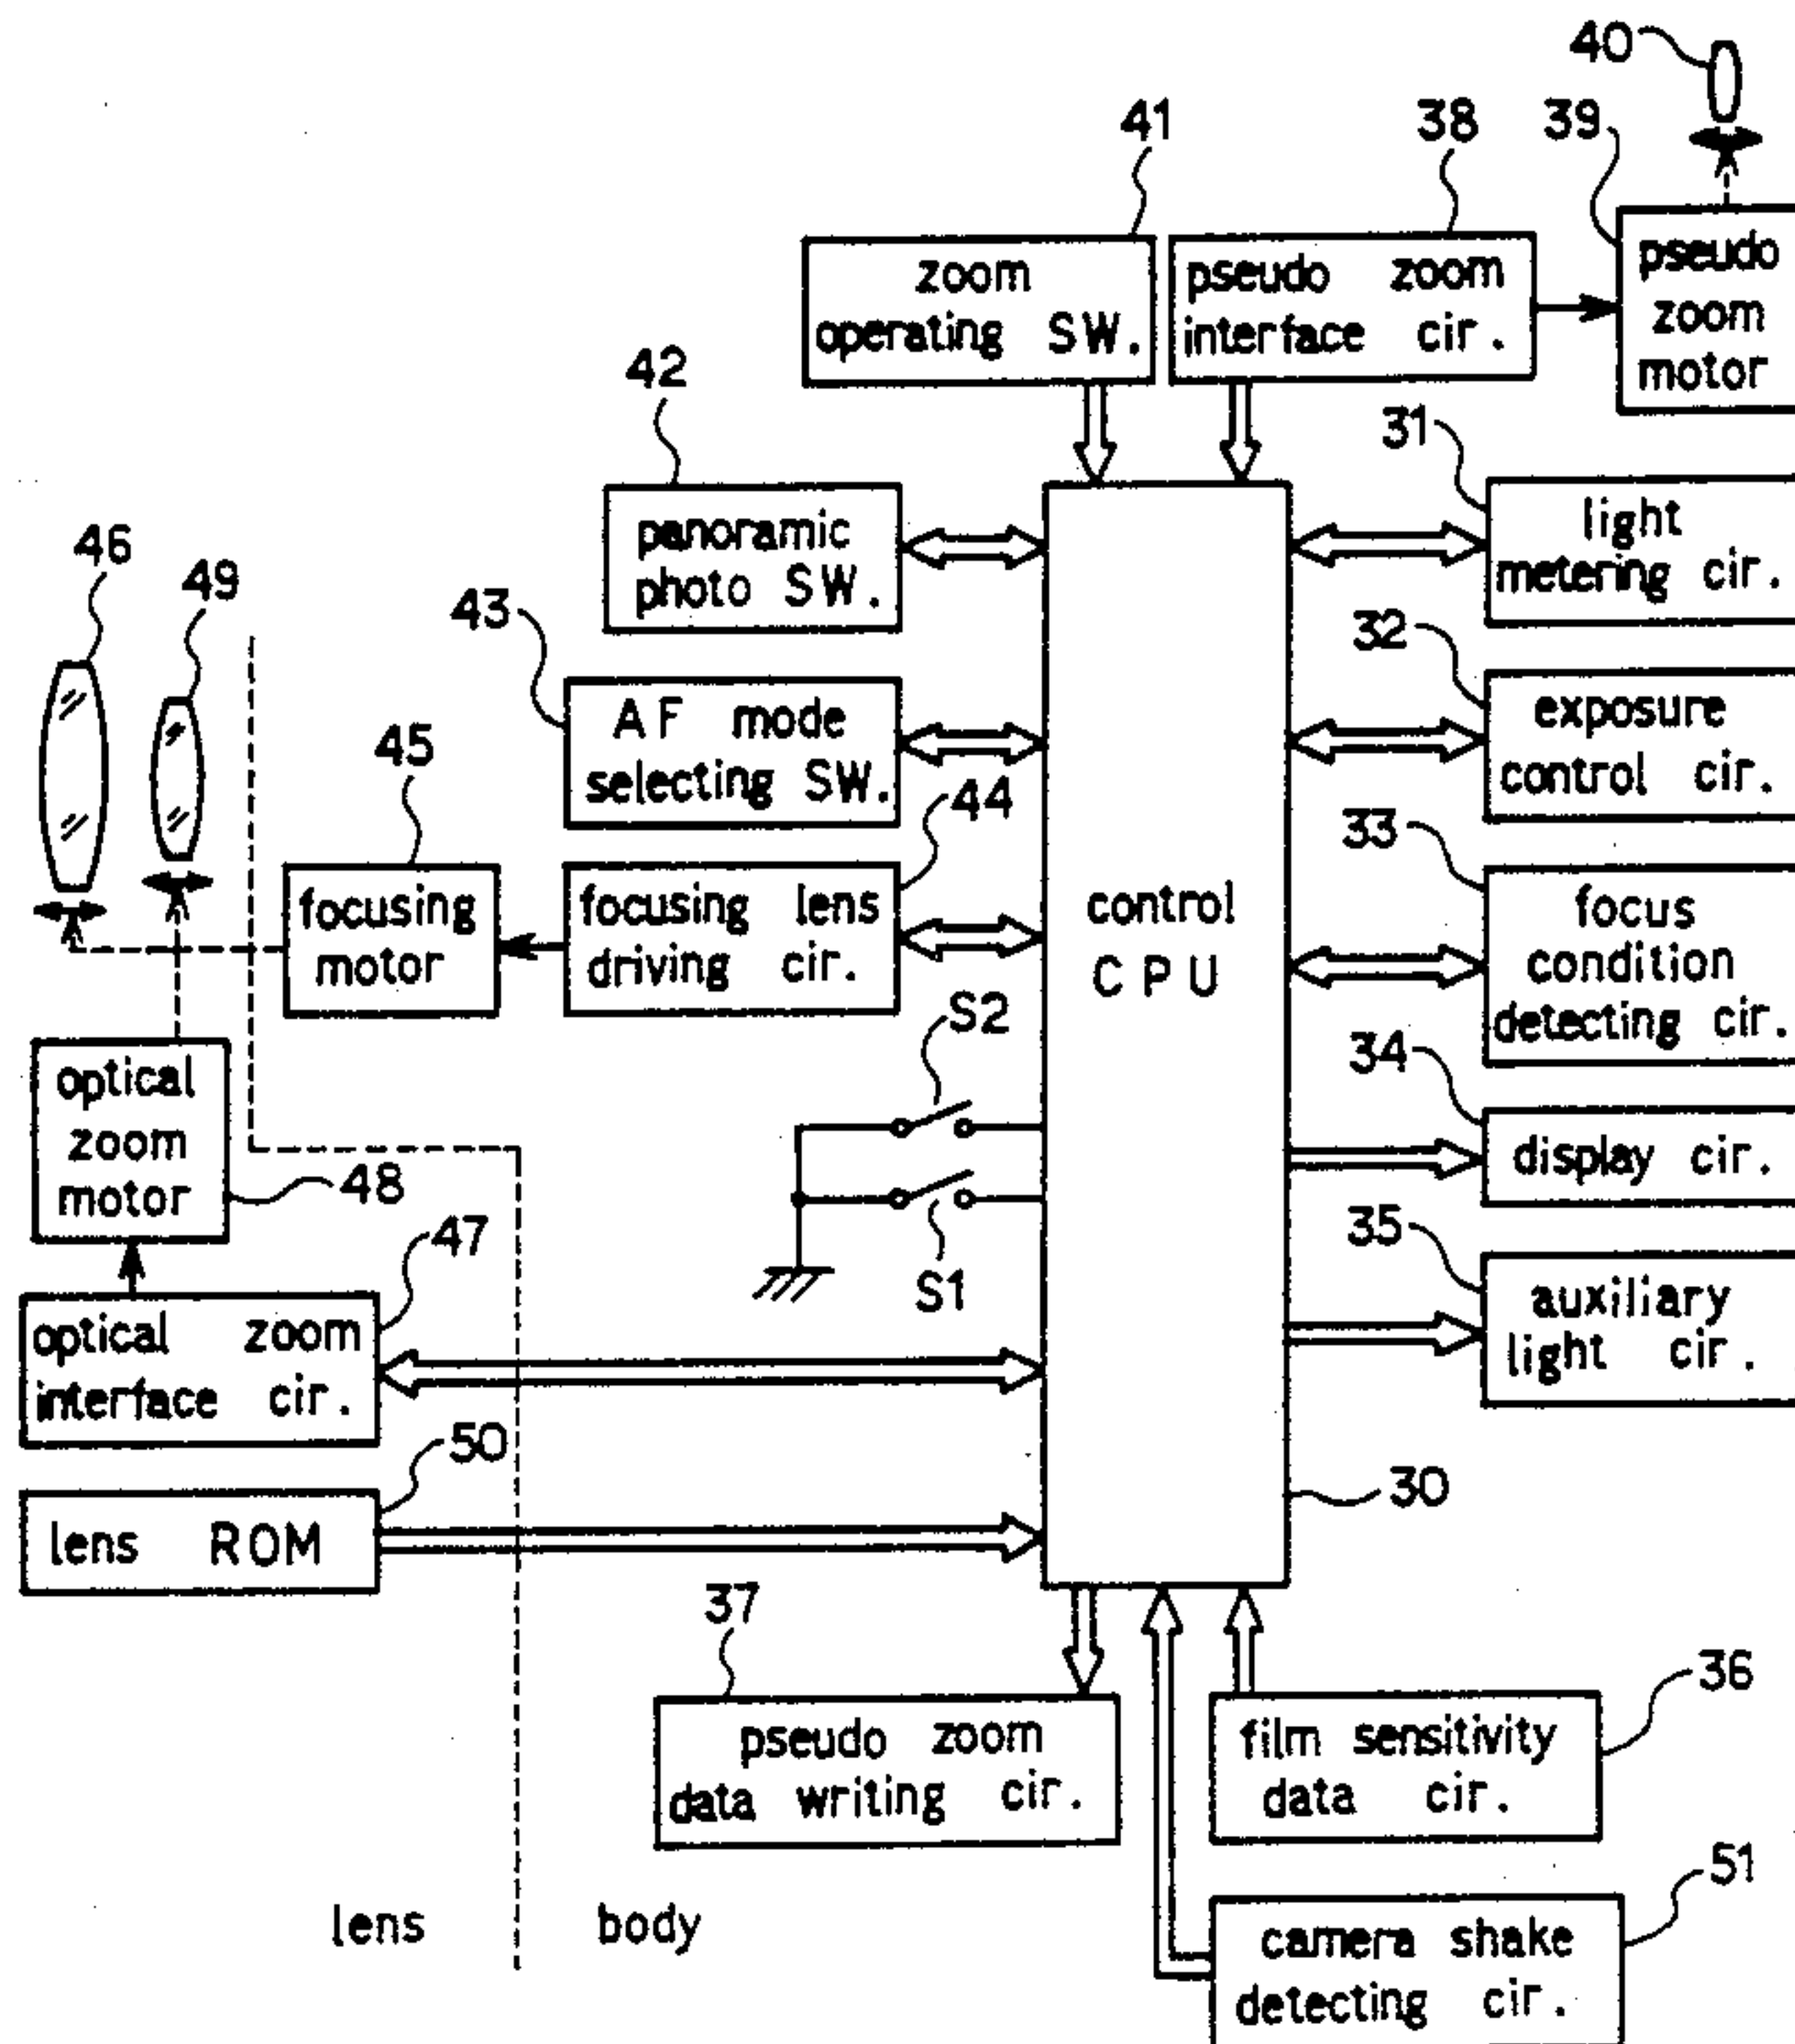 40
41
38
39
zoom
operating SW.
pseudo zoom
interface cir.
pseudo
zoom
motor
42
31
panoramic
photo SW.
light
metering cir.
46
49
43
32
AF mode
selecting SW.
exposure
control cir.
45
44
33
focusing
motor
focusing lens
driving cir.
control
CPU
focus
condition
detecting cir.
S2
34
optical
zoom
motor
48
display cir.
S1
35
47
auxiliary
light cir.
optical zoom
interface cir.
50
30
lens ROM
37
36
pseudo zoom
data writing cir.
film sensitivity
data cir.
51
lens body
camera shake
detecting cir.